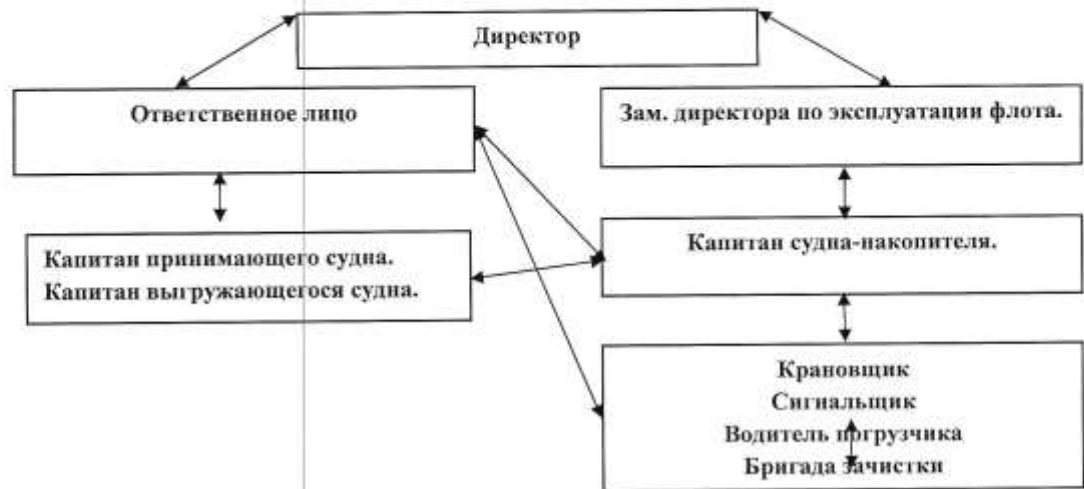 Директор
Ответственное лицо
Зам. директора по эксплуатации флота.
Капитан принимающего судна.
Капитан выгружающегося судна.
Капитан судна-накопителя.
Крановщик
Сигнальщик
Водитель погрузчика
Бригада зачистки